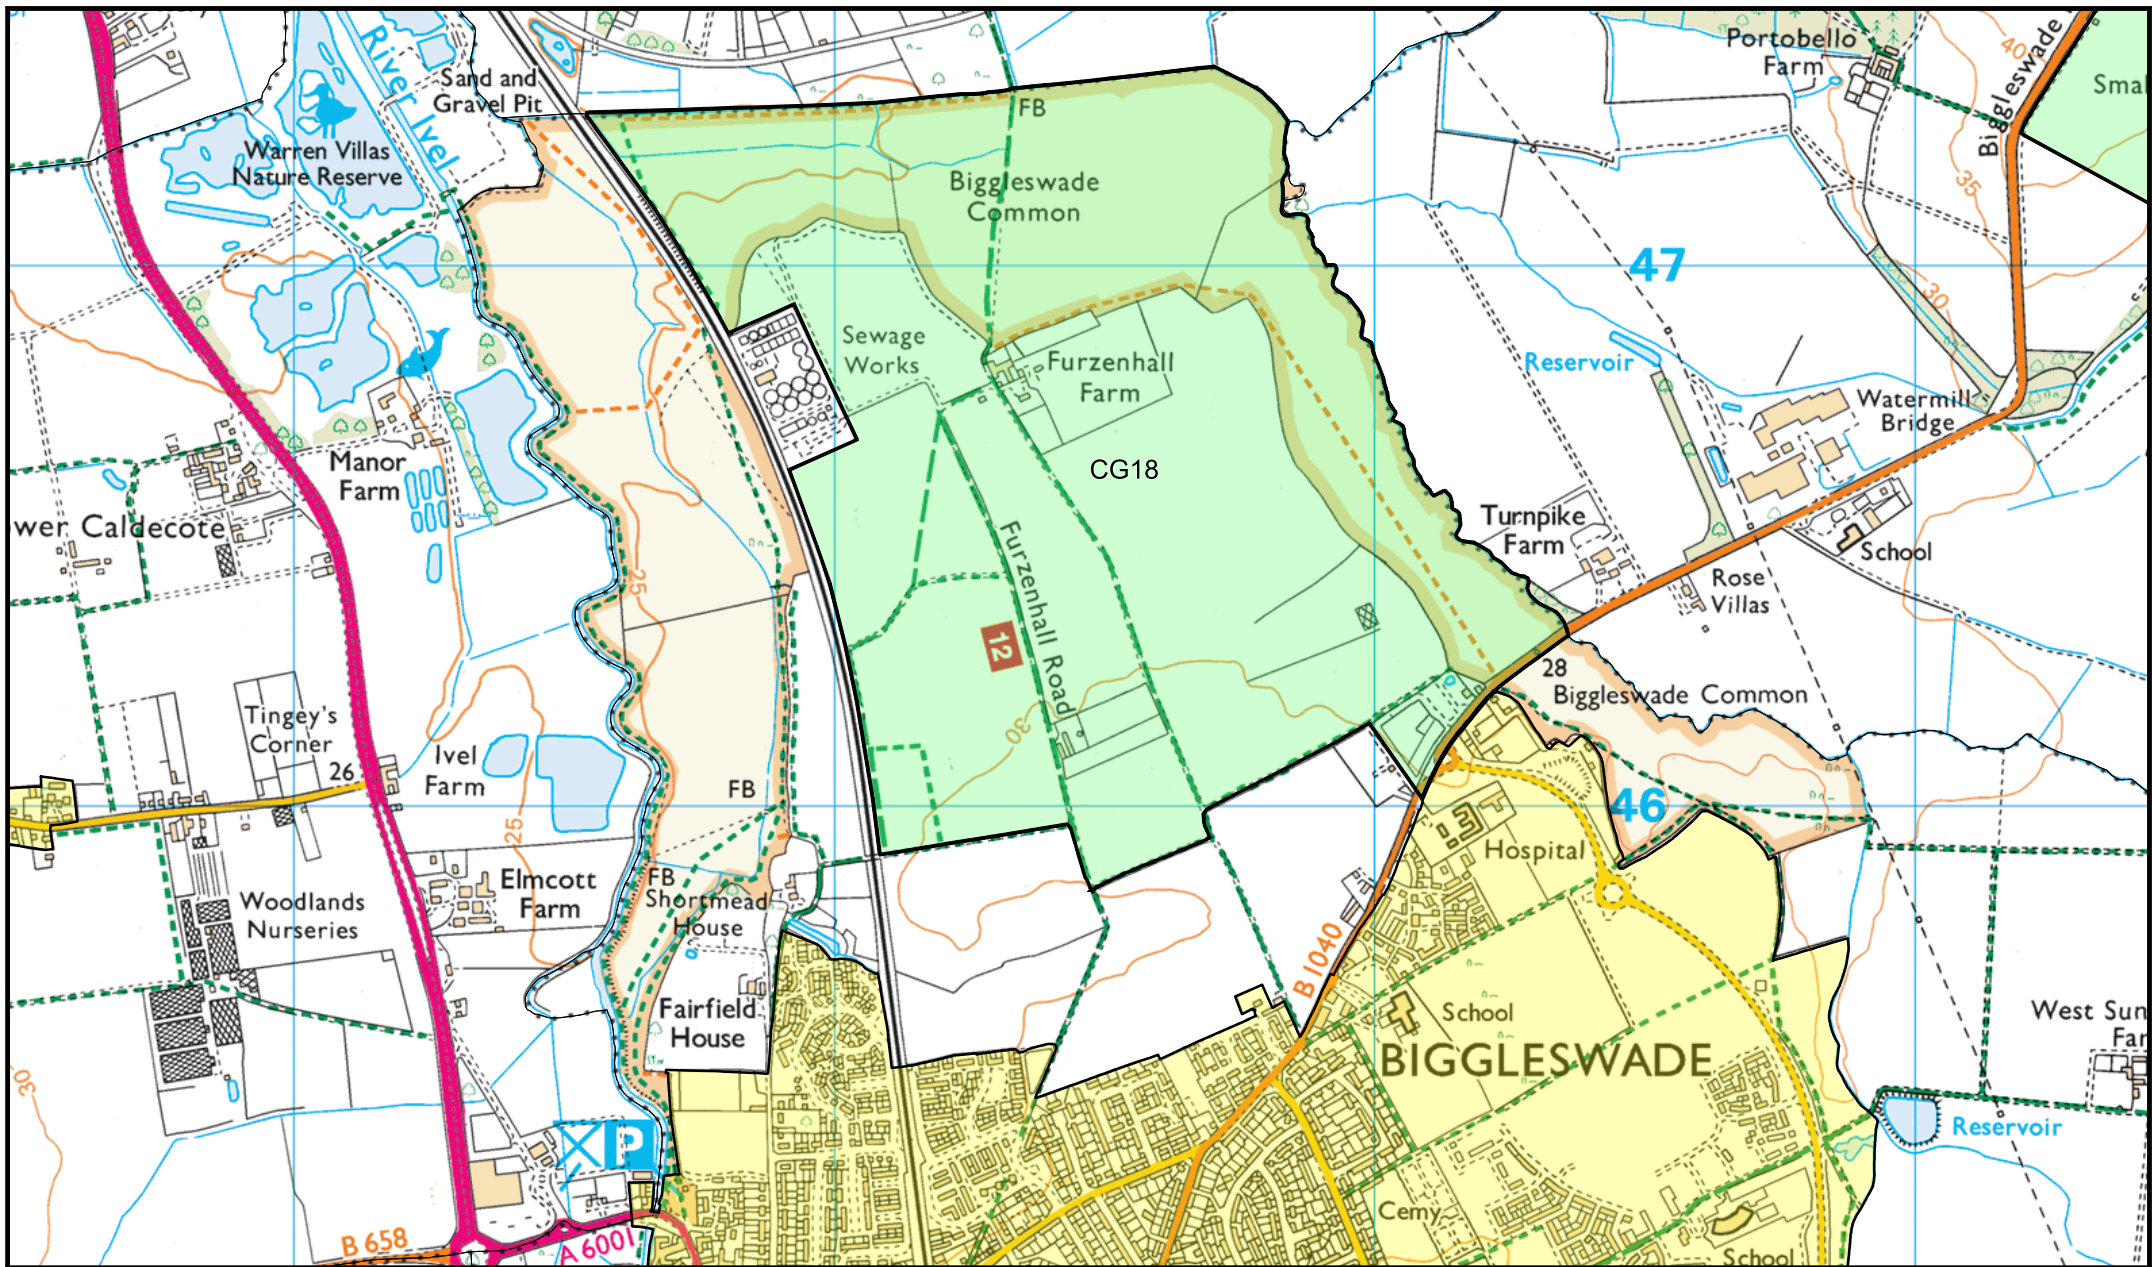 River Ivel
Sand and
Gravel Pit
Warren Villas
Nature Reserve
FB
Biggleswade
Common
Portobello
Farm
40
Biggleswade
35
47
30
Sewage
Works
Furzenhall
Farm
Reservoir
Watermill
Bridge
Manor
Farm
CG18
Turnpike
Farm
School
ower Caldecote
25
Furzenhall Road
12
Rose
Villas
28
Biggleswade Common
Tingey's
Corner
26
Ivel
Farm
30
FB
46
25
Hospital
Elmcott
Farm
FB
Shortmead
House
Woodlands
Nurseries
B 1040
Fairfield
House
School
BIGGLESWADE
West Sun
Far
30
P
Reservoir
Cemy
B 658
A 6001
School